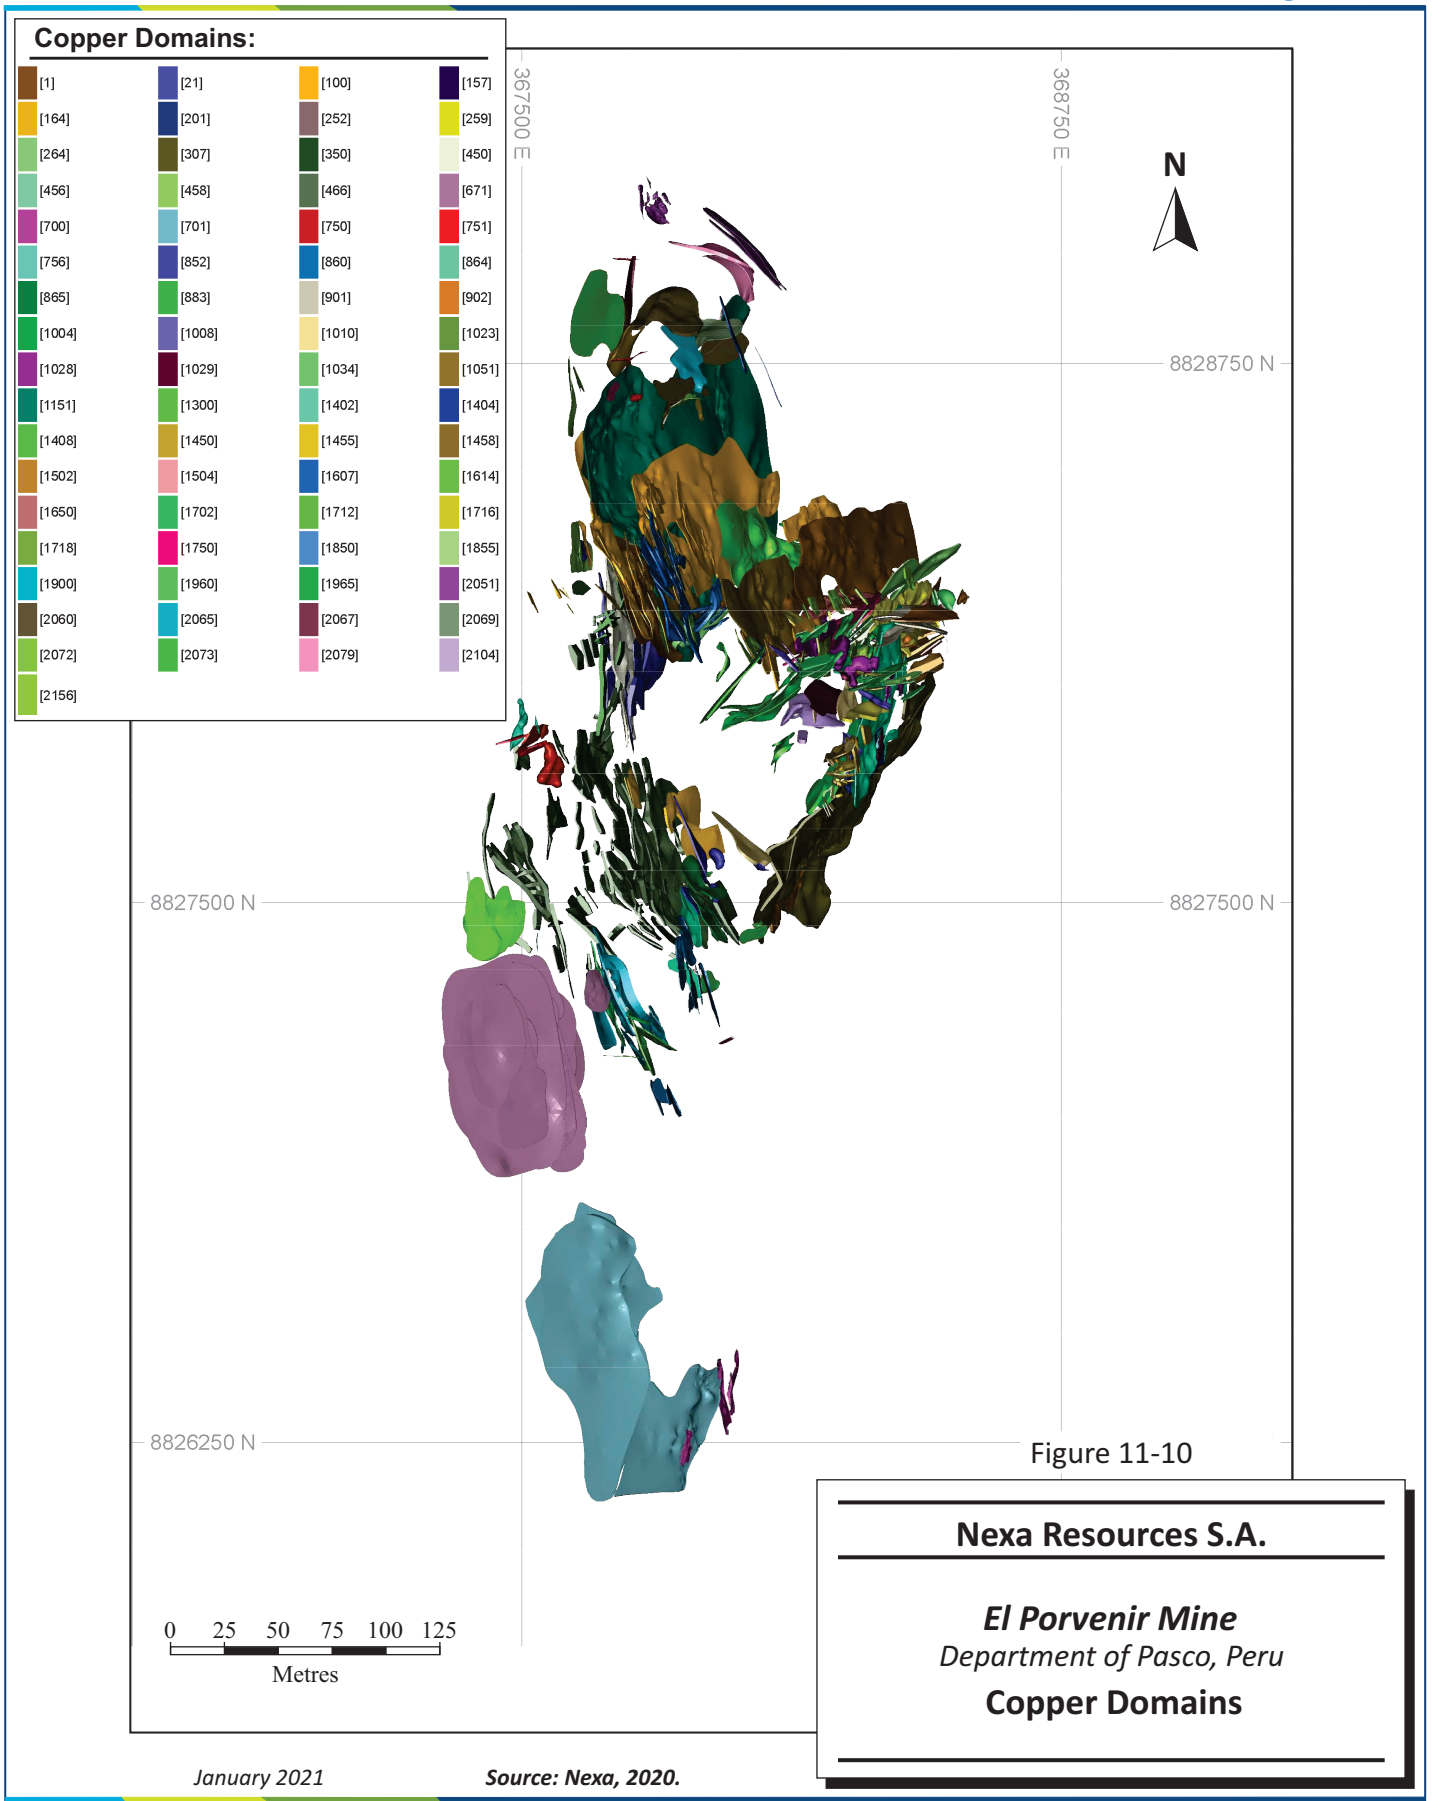 Copper Domains:
[1] [21] [100] [157]
[164] [201] [252] [259]
[264] [307] [350] [450]
[456] [458] [466] [671]
[700] [701] [750] [751]
[756] [852] [860] [864]
[865] [883] [901] [902]
[1004] [1008] [1010] [1023]
[1028] [1029] [1034] [1051]
[1151] [1300] [1402] [1404]
[1408] [1450] [1455] [1458]
[1502] [1504] [1607] [1614]
[1650] [1702] [1712] [1716]
[1718] [1750] [1850] [1855]
[1900] [1960] [1965] [2051]
[2060] [2065] [2067] [2069]
[2072] [2073] [2079] [2104]
[2156]
367500 E
368750 E
N
8828750 N
8827500 N
8827500 N
8826250 N
Figure 11-10
Nexa Resources S.A.
El Porvenir Mine
Department of Pasco, Peru
Copper Domains
0 25 50 75 100 125
Metres
January 2021
Source: Nexa, 2020.